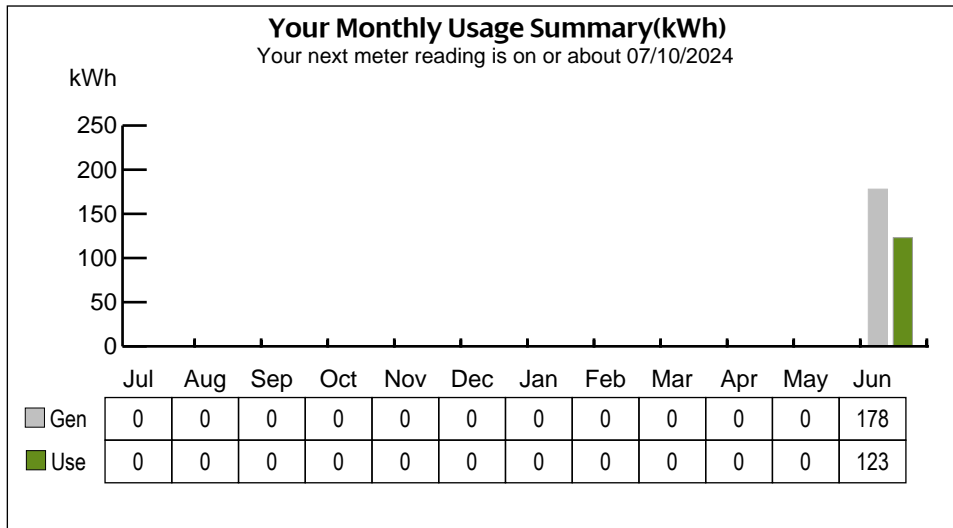 Your Monthly Usage Summary(kWh)
Your next meter reading is on or about 07/10/2024
kWh
250
200
150
100
50
0
Jul Aug Sep Oct Nov Dec Jan Feb Mar Apr May Jun
Gen 0 0 0 0 0 0 0 0 0 0 0 178
Use 0 0 0 0 0 0 0 0 0 0 0 123